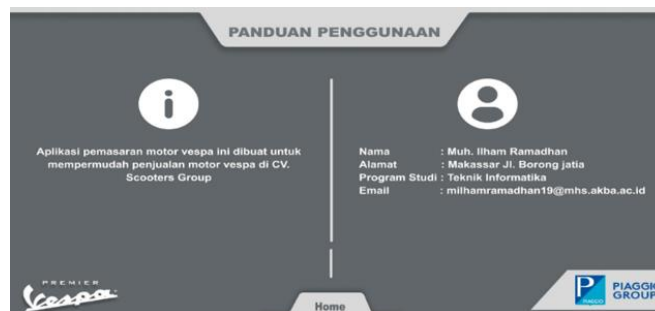 PANDUAN PENGGUNAAN
i
Aplikasi pemasaran motor vespa ini dibuat untuk
mempermudah penjualan motor vespa di CV.
Scooters Group
Nama : Muh. Ilham Ramadhan
Alamat : Makassar Jl. Borong jatia
Program Studi : Teknik Informatika
Email : milhamramadhan19@mhs.akba.ac.id
PREMIER
Vespa
Home
P
PIAGGIO
PIAGGIO
GROUP